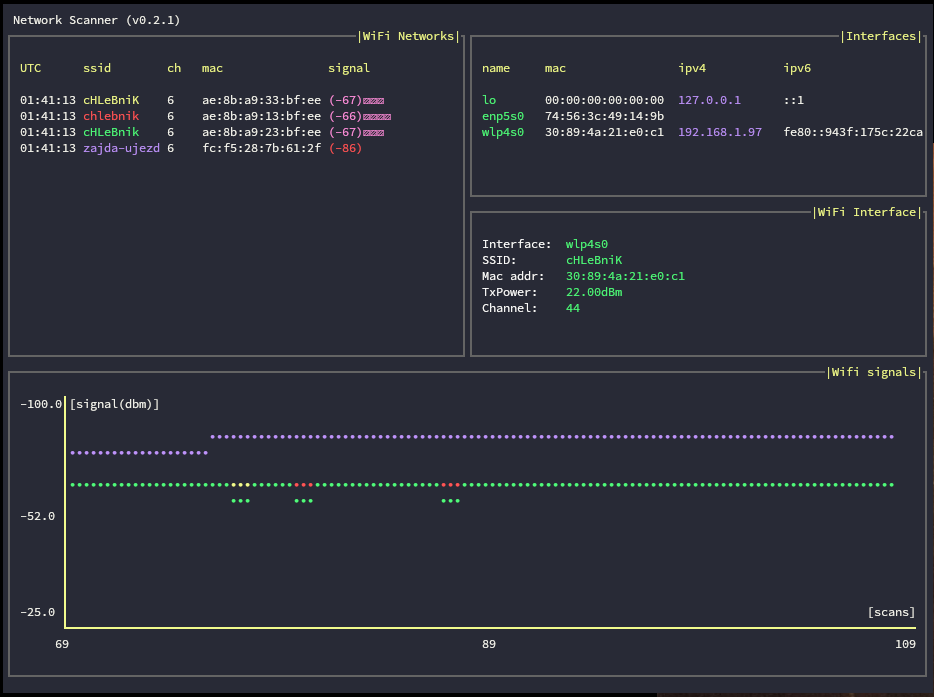 Network Scanner (v0.2.1)
|WiFi Networks|
UTC ssid ch mac signal
01:41:13 cHLeBniK 6 ae:8b:a9:33:bf:ee (-67)
01:41:13 chlebnik 6 ae:8b:a9:13:bf:ee (-66)
01:41:13 cHLeBnik 6 ae:8b:a9:23:bf:ee (-67)
01:41:13 zajda-ujezd 6 fc:f5:28:7b:61:2f (-86)
|Interfaces|
name mac ipv4 ipv6
lo 00:00:00:00:00:00 127.0.0.1 ::1
enp5s0 74:56:3c:49:14:9b
wlp4s0 30:89:4a:21:e0:c1 192.168.1.97 fe80::943f:175c:22ca
|WiFi Interface|
Interface: wlp4s0
SSID: cHLeBniK
Mac addr: 30:89:4a:21:e0:c1
TxPower: 22.00dBm
Channel: 44
|Wifi signals|
-100.0 [signal(dbm)]
-52.0
-25.0 [scans]
69 89 109